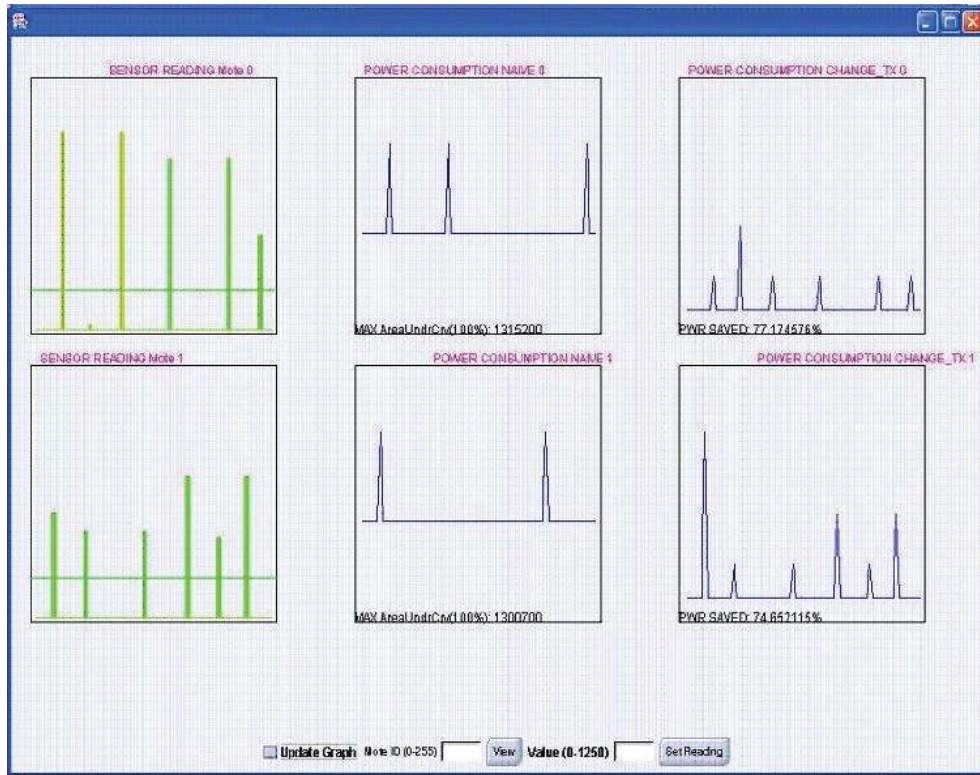 SENSOR READING Mote 0
POWER CONSUMPTION NAIVE 0
POWER CONSUMPTION CHANGE_TX 0
MAX AreaUndrCrv(100%): 1315200
PWR SAVED: 77.174576%
SENSOR READING Mote 1
POWER CONSUMPTION NAIVE 1
POWER CONSUMPTION CHANGE_TX 1
MAX AreaUndrCrv(100%): 1300700
PWR SAVED: 74.652115%
Update Graph Mote ID (0-255) View Value (0-1250) Set Reading